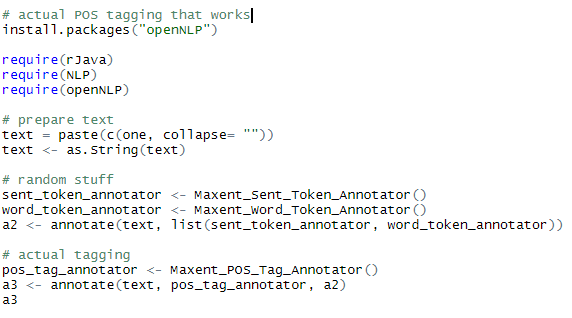 # actual POS tagging that works
install.packages("openNLP")
require(rJava)
require(NLP)
require(openNLP)
# prepare text
text = paste(c(one, collapse= ""))
text <- as.String(text)
# random stuff
sent_token_annotator <- Maxent_Sent_Token_Annotator()
word_token_annotator <- Maxent_Word_Token_Annotator()
a2 <- annotate(text, list(sent_token_annotator, word_token_annotator))
# actual tagging
pos_tag_annotator <- Maxent_POS_Tag_Annotator()
a3 <- annotate(text, pos_tag_annotator, a2)
a3